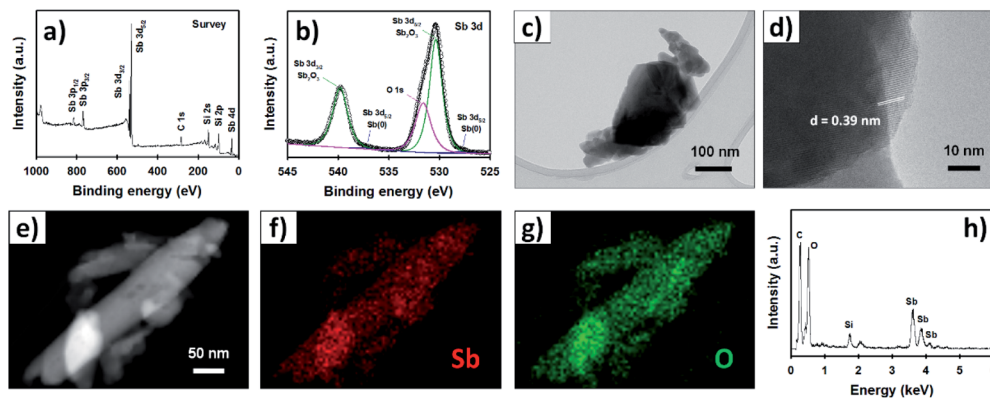 a)
Survey
Intensity (a.u.)
Sb 3p1/2
Sb 3p3/2
Sb 3d3/2
Sb 3d5/2
C 1s
Si 2s
Si 2p
Sb 4d
1000 800 600 400 200 0
Binding energy (eV)
b)
Sb 3d
Intensity (a.u.)
Sb 3d5/2
Sb2O3
Sb 3d3/2
Sb2O3
O 1s
Sb 3d5/2
Sb(0)
Sb 3d5/2
Sb(0)
545 540 535 530 525
Binding energy (eV)
c)
100 nm
d)
d = 0.39 nm
10 nm
e)
50 nm
f)
Sb
g)
O
h)
Intensity (a.u.)
C
O
Si
Sb
Sb
Sb
0 2 4 6
Energy (keV)